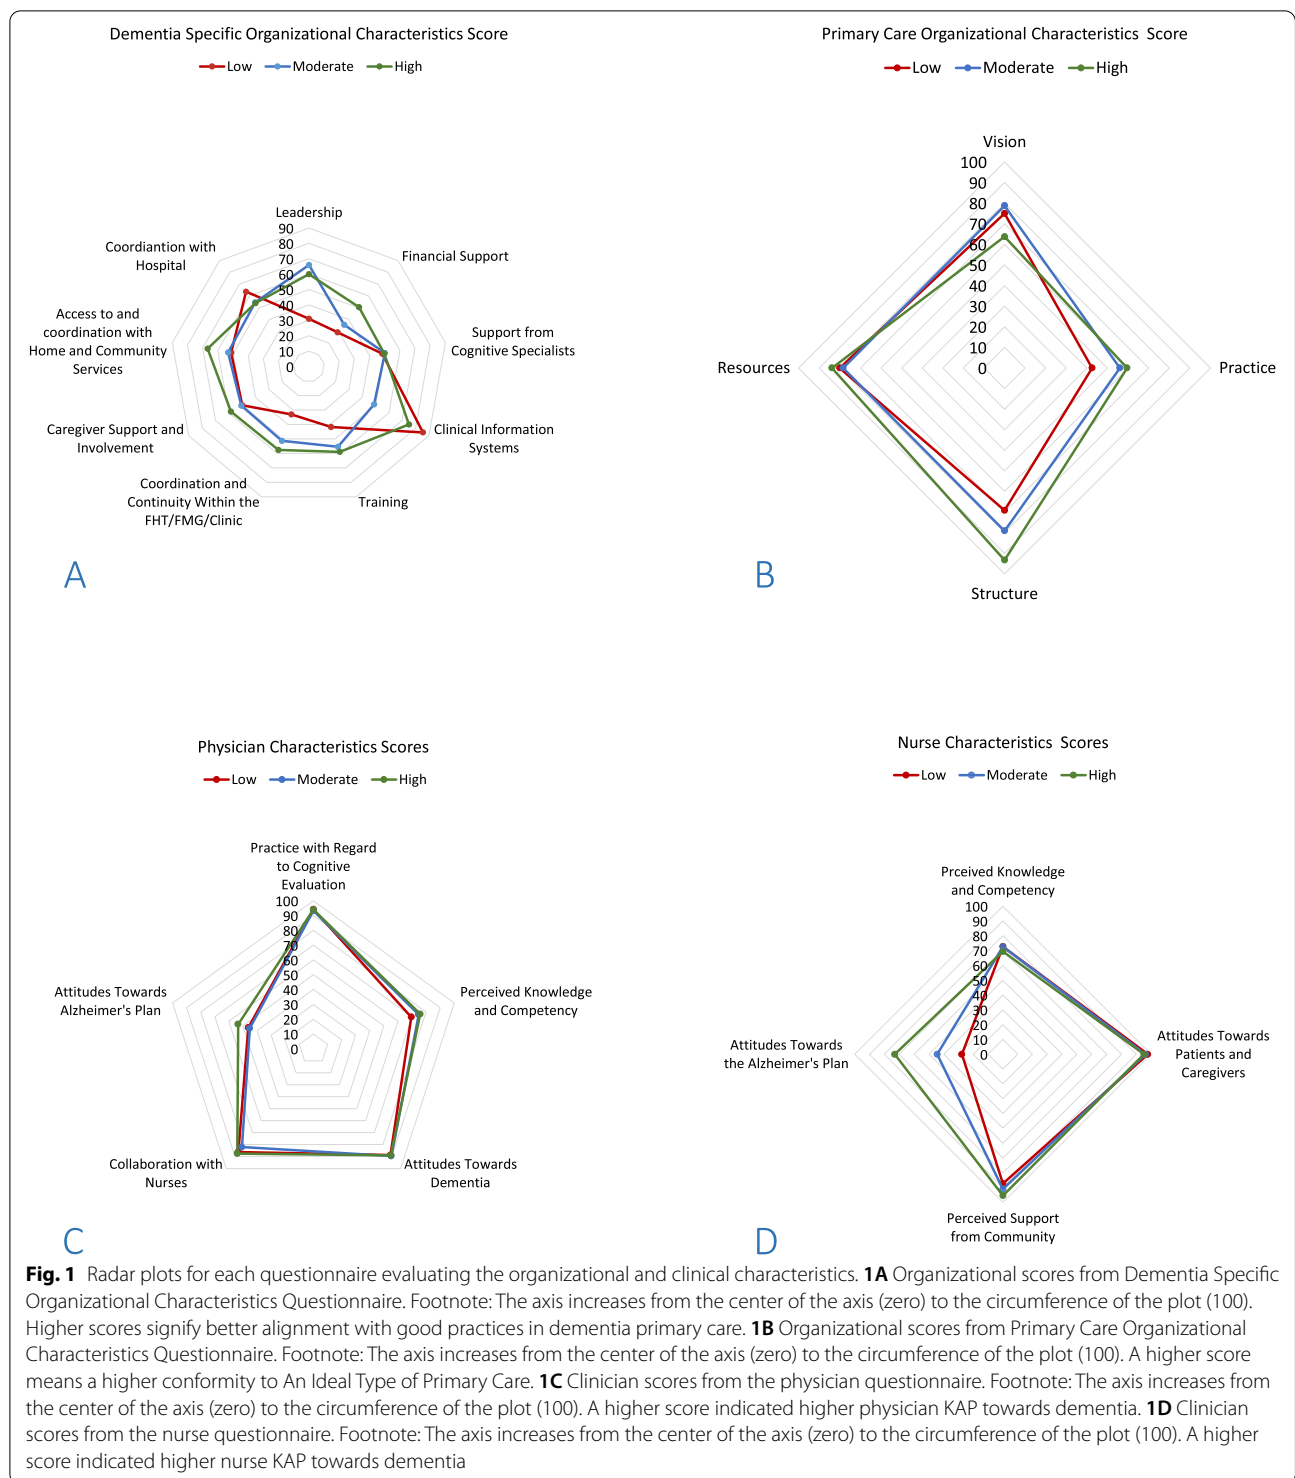 Dementia Specific Organizational Characteristics Score
Low Moderate High
Leadership
90
80
70
60
50
40
30
20
10
0
Financial Support
Support from
Cognitive Specialists
Clinical Information
Systems
Training
Coordination and
Continuity Within the
FHT/FMG/Clinic
Caregiver Support and
Involvement
Access to and
coordination with
Home and Community
Services
Coordiantion with
Hospital
A
Primary Care Organizational Characteristics Score
Low Moderate High
Vision
100
90
80
70
60
50
40
30
20
10
0
Practice
Structure
Resources
B
Physician Characteristics Scores
Low Moderate High
Practice with Regard
to Cognitive
Evaluation
100
90
80
70
60
50
40
30
20
10
0
Perceived Knowledge
and Competency
Attitudes Towards
Dementia
Collaboration with
Nurses
Attitudes Towards
Alzheimer's Plan
C
Nurse Characteristics Scores
Low Moderate High
Prceived Knowledge
and Competency
100
90
80
70
60
50
40
30
20
10
0
Attitudes Towards
Patients and
Caregivers
Perceived Support
from Community
Attitudes Towards
the Alzheimer's Plan
D
Fig. 1 Radar plots for each questionnaire evaluating the organizational and clinical characteristics. 1A Organizational scores from Dementia Specific
Organizational Characteristics Questionnaire. Footnote: The axis increases from the center of the axis (zero) to the circumference of the plot (100).
Higher scores signify better alignment with good practices in dementia primary care. 1B Organizational scores from Primary Care Organizational
Characteristics Questionnaire. Footnote: The axis increases from the center of the axis (zero) to the circumference of the plot (100). A higher score
means a higher conformity to An Ideal Type of Primary Care. 1C Clinician scores from the physician questionnaire. Footnote: The axis increases from
the center of the axis (zero) to the circumference of the plot (100). A higher score indicated higher physician KAP towards dementia. 1D Clinician
scores from the nurse questionnaire. Footnote: The axis increases from the center of the axis (zero) to the circumference of the plot (100). A higher
score indicated higher nurse KAP towards dementia